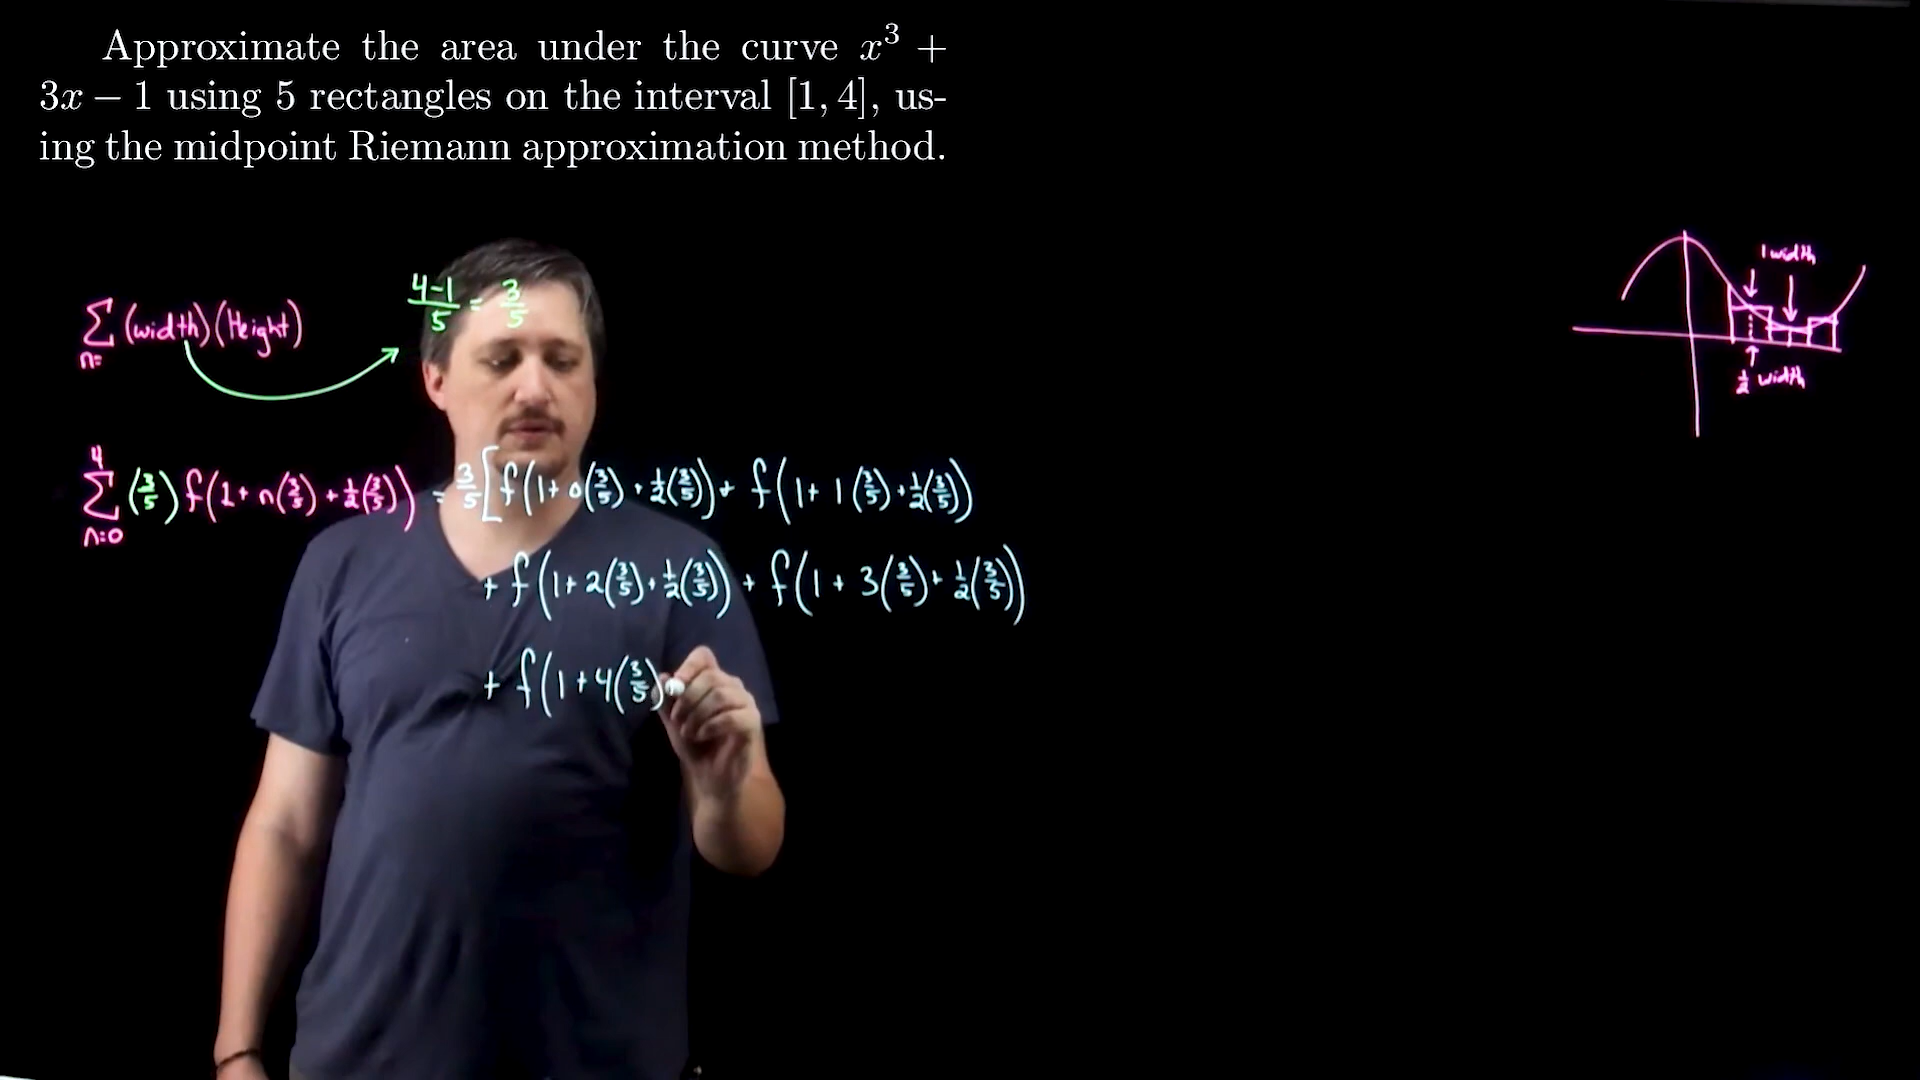 Approximate the area under the curve x³ +
3x − 1 using 5 rectangles on the interval [1, 4], us-
ing the midpoint Riemann approximation method.
1 width
½ width
4-1/5 = 3/5
∑ (width)(Height)
n=
4
∑ (3/5) f(1 + n(3/5) + ½(3/5)) = 3/5 [f(1 + 0(3/5) + ½(3/5)) + f(1 + 1(3/5) + ½(3/5))
n=0
+ f(1 + 2(3/5) + ½(3/5)) + f(1 + 3(3/5) + ½(3/5))
+ f(1 + 4(3/5)